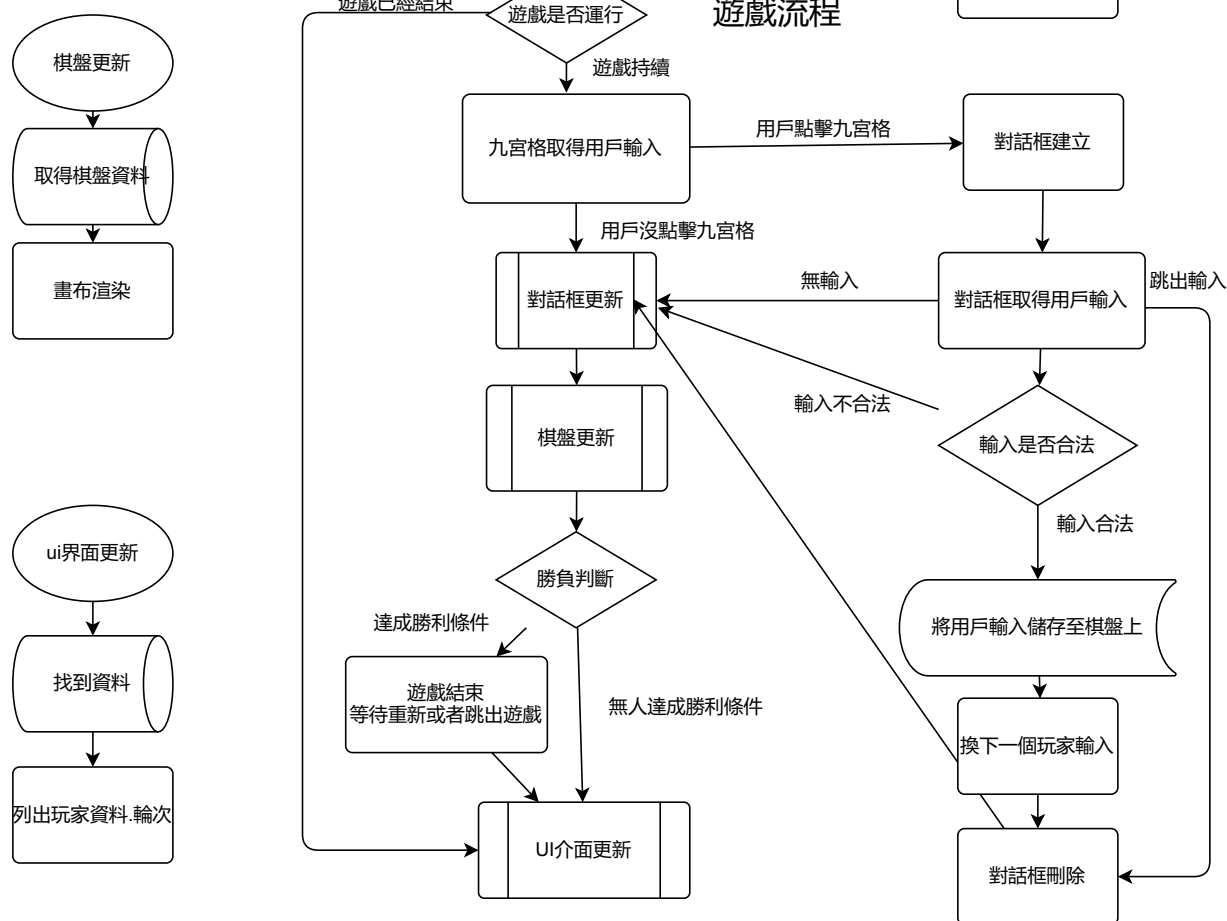 遊戲已經結束
遊戲是否運行
遊戲流程
棋盤更新
遊戲持續
用戶點擊九宮格
九宮格取得用戶輸入
對話框建立
取得棋盤資料
用戶沒點擊九宮格
畫布渲染
對話框更新
無輸入
對話框取得用戶輸入
跳出輸入
輸入不合法
棋盤更新
輸入是否合法
輸入合法
ui界面更新
勝負判斷
達成勝利條件
將用戶輸入儲存至棋盤上
找到資料
遊戲結束
等待重新或者跳出遊戲
無人達成勝利條件
換下一個玩家輸入
列出玩家資料.輪次
UI介面更新
對話框刪除